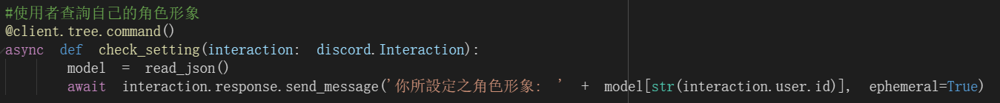 #使用者查詢自己的角色形象
@client.tree.command()
async def check_setting(interaction: discord.Interaction):
model = read_json()
await interaction.response.send_message('你所設定之角色形象: ' + model[str(interaction.user.id)], ephemeral=True)